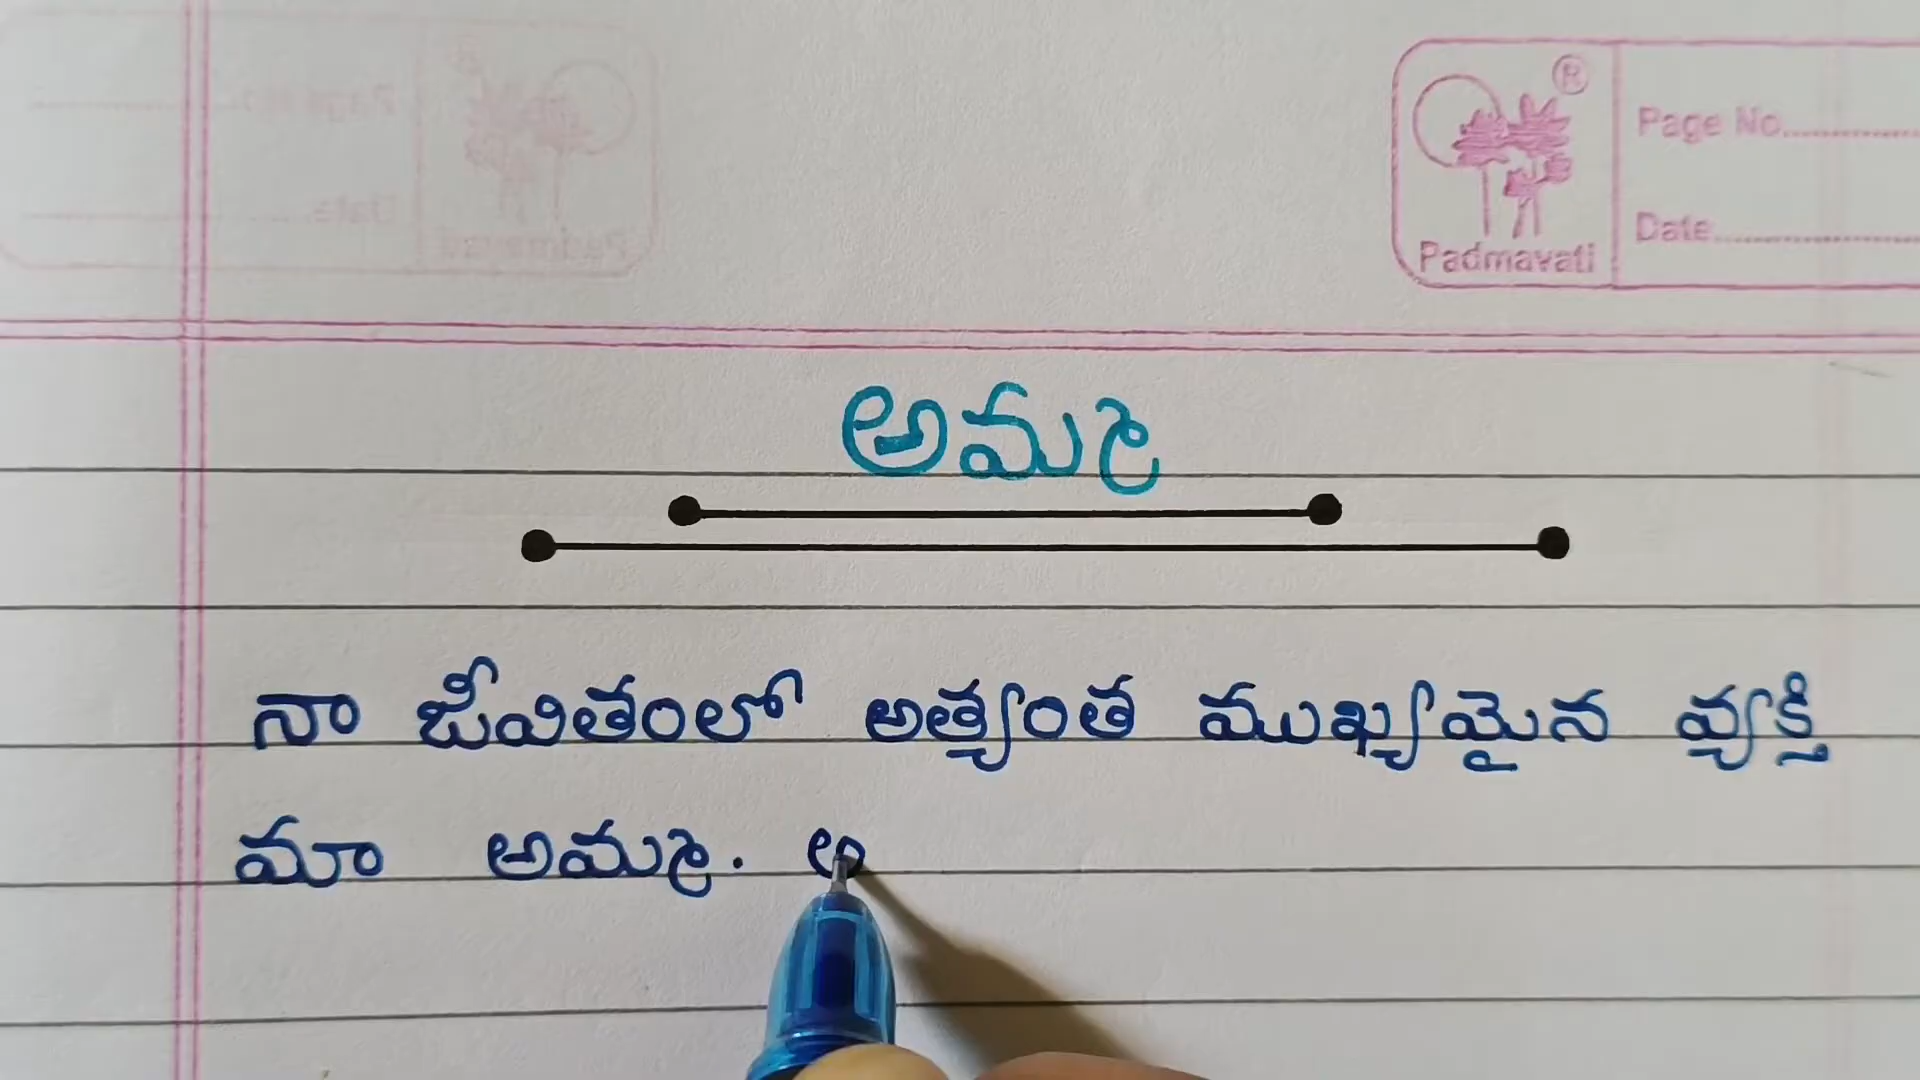 Page No.
Date
Padmavati
అమ్మ
నా జీవితంలో అత్యంత ముఖ్యమైన వ్యక్తి
మా అమ్మ. అ